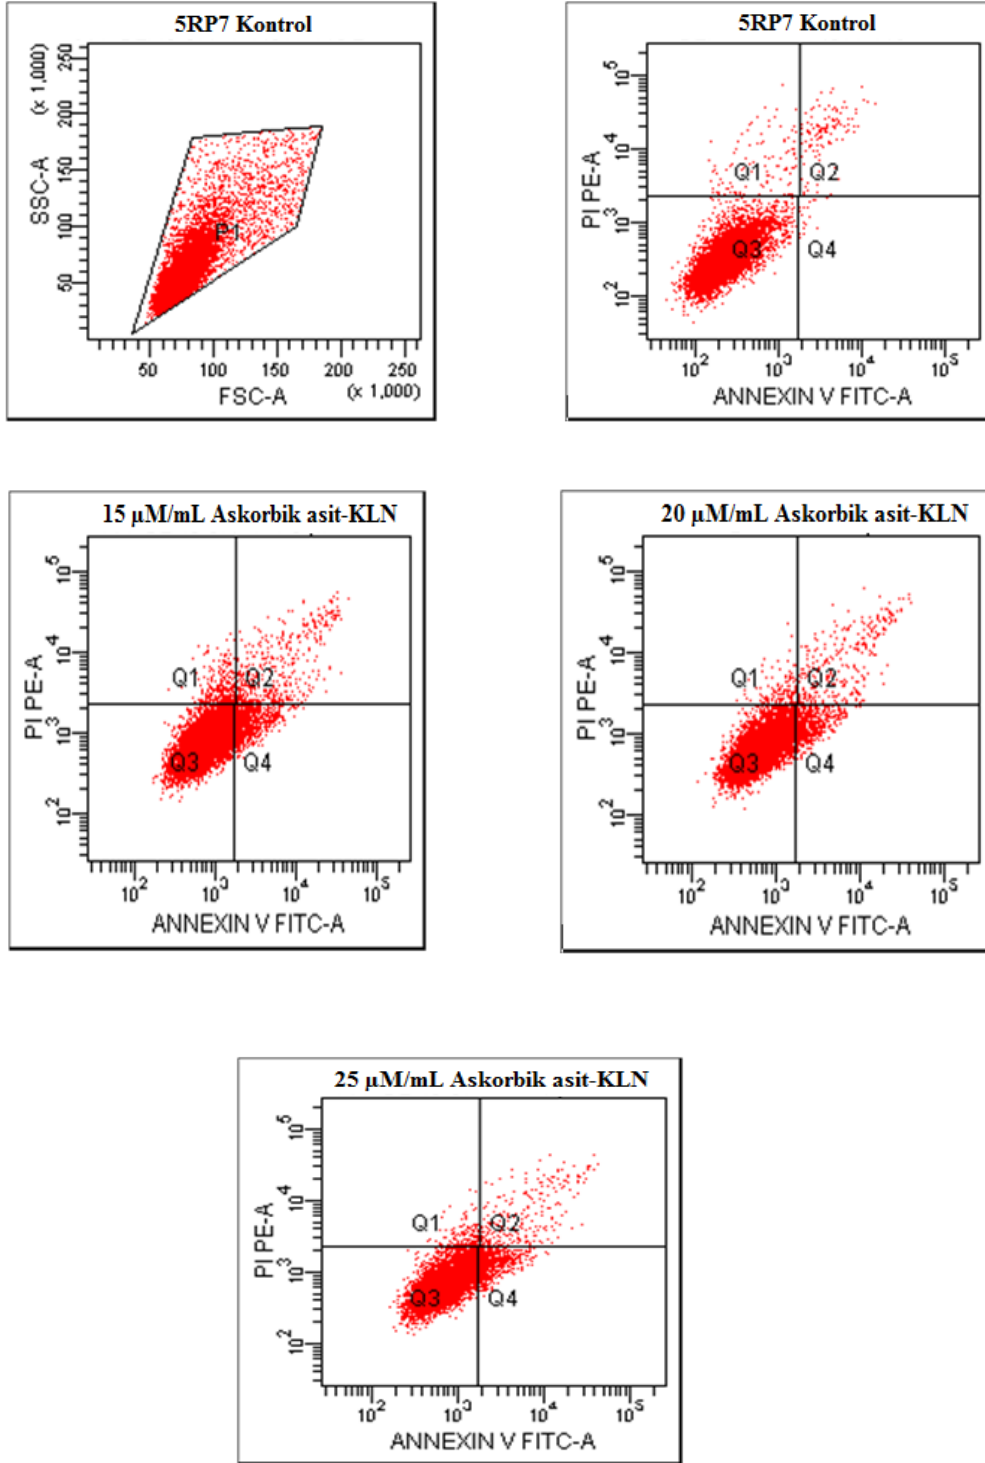 5RP7 Kontrol
SSC-A
(x 1,000)
250
200
150
100
50
P1
50 100 150 200 250
FSC-A
(x 1,000)
5RP7 Kontrol
PI PE-A
10^5
10^4
10^3
10^2
Q1 Q2
Q3 Q4
10^2 10^3 10^4 10^5
ANNEXIN V FITC-A
15 µM/mL Askorbik asit-KLN
PI PE-A
10^5
10^4
10^3
10^2
Q1 Q2
Q3 Q4
10^2 10^3 10^4 10^5
ANNEXIN V FITC-A
20 µM/mL Askorbik asit-KLN
PI PE-A
10^5
10^4
10^3
10^2
Q1 Q2
Q3 Q4
10^2 10^3 10^4 10^5
ANNEXIN V FITC-A
25 µM/mL Askorbik asit-KLN
PI PE-A
10^5
10^4
10^3
10^2
Q1 Q2
Q3 Q4
10^2 10^3 10^4 10^5
ANNEXIN V FITC-A